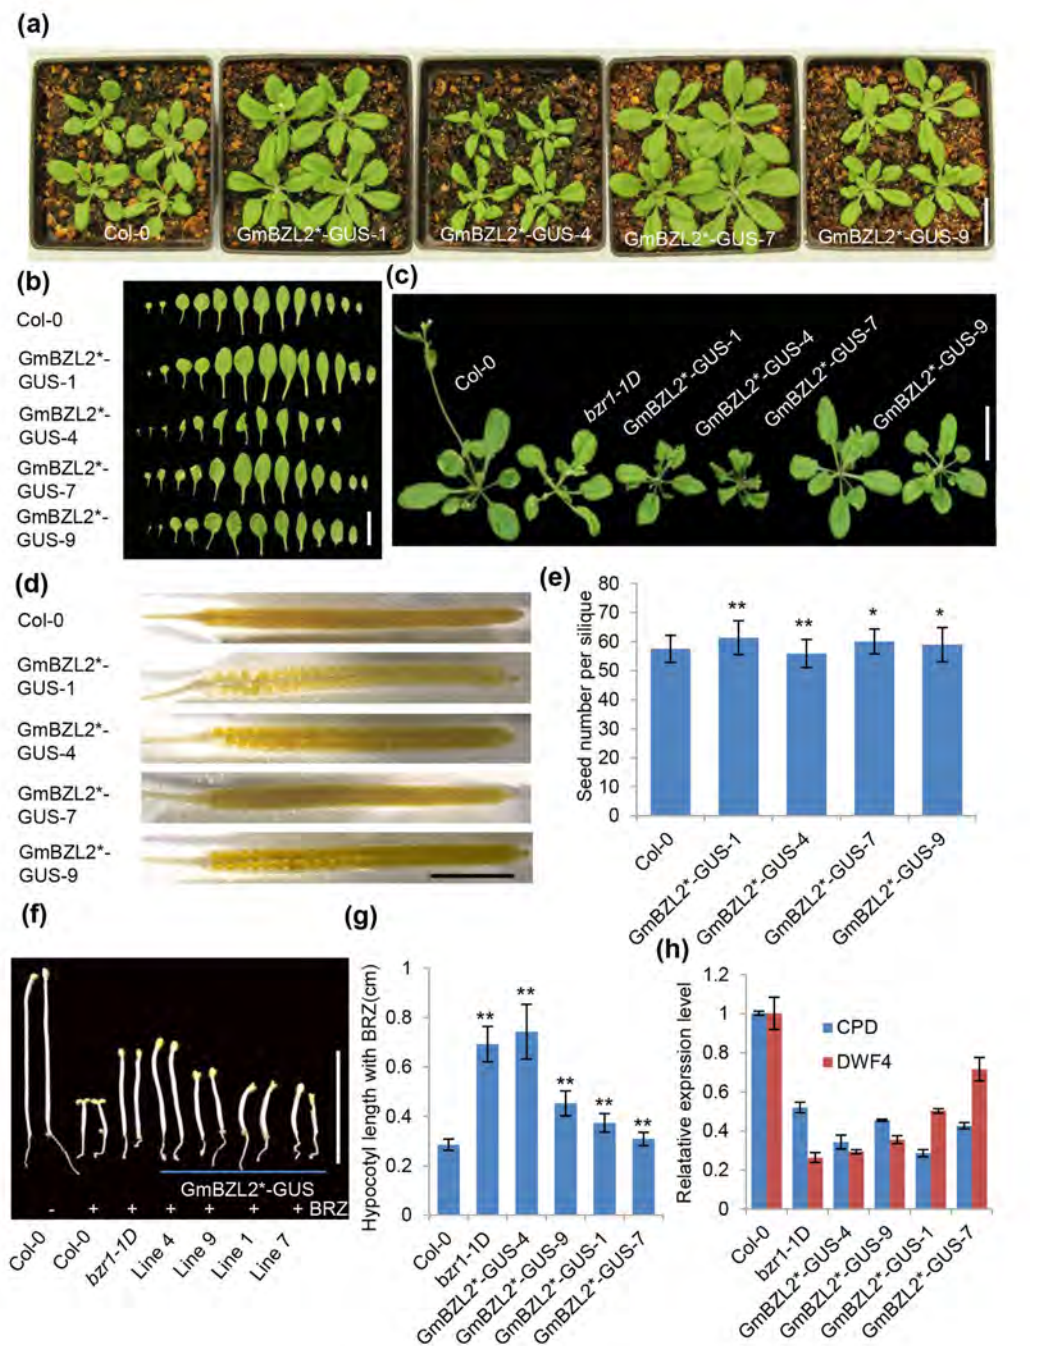 (a)
Col-0
GmBZL2*-GUS-1
GmBZL2*-GUS-4
GmBZL2*-GUS-7
GmBZL2*-GUS-9
(b)
Col-0
GmBZL2*-
GUS-1
GmBZL2*-
GUS-4
GmBZL2*-
GUS-7
GmBZL2*-
GUS-9
(c)
Col-0
bzr1-1D
GmBZL2*-GUS-1
GmBZL2*-GUS-4
GmBZL2*-GUS-7
GmBZL2*-GUS-9
(d)
Col-0
GmBZL2*-
GUS-1
GmBZL2*-
GUS-4
GmBZL2*-
GUS-7
GmBZL2*-
GUS-9
(e)
Seed number per silique
80
70
60
50
40
30
20
10
0
**
**
*
*
Col-0
GmBZL2*-GUS-1
GmBZL2*-GUS-4
GmBZL2*-GUS-7
GmBZL2*-GUS-9
(f)
GmBZL2*-GUS
- + + + + + + BRZ
Col-0
Col-0
bzr1-1D
Line 4
Line 9
Line 1
Line 7
(g)
Hypocotyl length with BRZ(cm)
1
0.8
0.6
0.4
0.2
0
**
**
**
**
**
Col-0
bzr1-1D
GmBZL2*-GUS-4
GmBZL2*-GUS-9
GmBZL2*-GUS-1
GmBZL2*-GUS-7
(h)
Relatative exprssion level
1.2
1
0.8
0.6
0.4
0.2
0
CPD
DWF4
Col-0
bzr1-1D
GmBZL2*-GUS-4
GmBZL2*-GUS-9
GmBZL2*-GUS-1
GmBZL2*-GUS-7